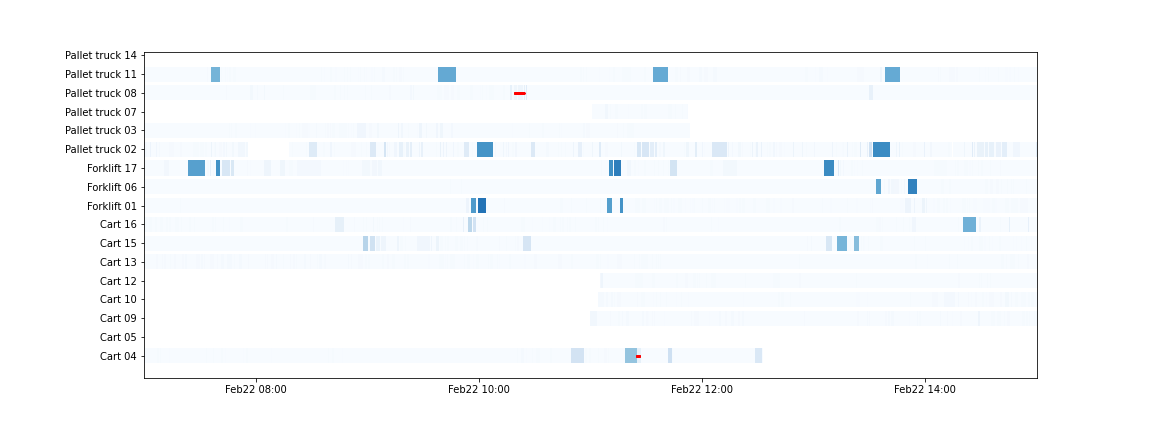 Pallet truck 14
Pallet truck 11
Pallet truck 08
Pallet truck 07
Pallet truck 03
Pallet truck 02
Forklift 17
Forklift 06
Forklift 01
Cart 16
Cart 15
Cart 13
Cart 12
Cart 10
Cart 09
Cart 05
Cart 04
Feb22 08:00 Feb22 10:00 Feb22 12:00 Feb22 14:00